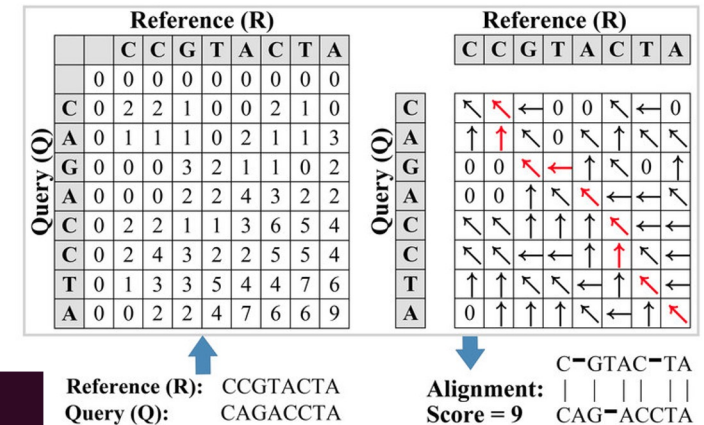 Reference (R)
C C G T A C T A
0 0 0 0 0 0 0 0 0
C 0 2 2 1 0 0 2 1 0
A 0 1 1 1 0 2 1 1 3
G 0 0 0 3 2 1 1 0 2
A 0 0 0 2 2 4 3 2 2
C 0 2 2 1 1 3 6 5 4
C 0 2 4 3 2 2 5 5 4
T 0 1 3 3 5 4 4 7 6
A 0 0 2 2 4 7 6 6 9
Query (Q)
Reference (R)
C C G T A C T A
C ↖ ↖ ← 0 0 ↖ ← 0
A ↑ ↑ ↖ 0 ↖ ↑ ↖ ↖
G 0 0 ↖ ← ↑ ↖ 0 ↑
A 0 0 ↑ ↖ ↖ ← ← ↖
C ↖ ↖ ↑ ↑ ↑ ↖ ← ←
C ↖ ↖ ← ← ↑ ↑ ↖ ←
T ↑ ↑ ↖ ↖ ← ↑ ↖ ←
A 0 ↑ ↑ ↑ ↖ ← ↑ ↖
Query (Q)
Reference (R): CCGTACTA
Query (Q): CAGACCTA
C-GTAC-TA
Alignment: | | | | | |
Score = 9 CAG-ACCTA